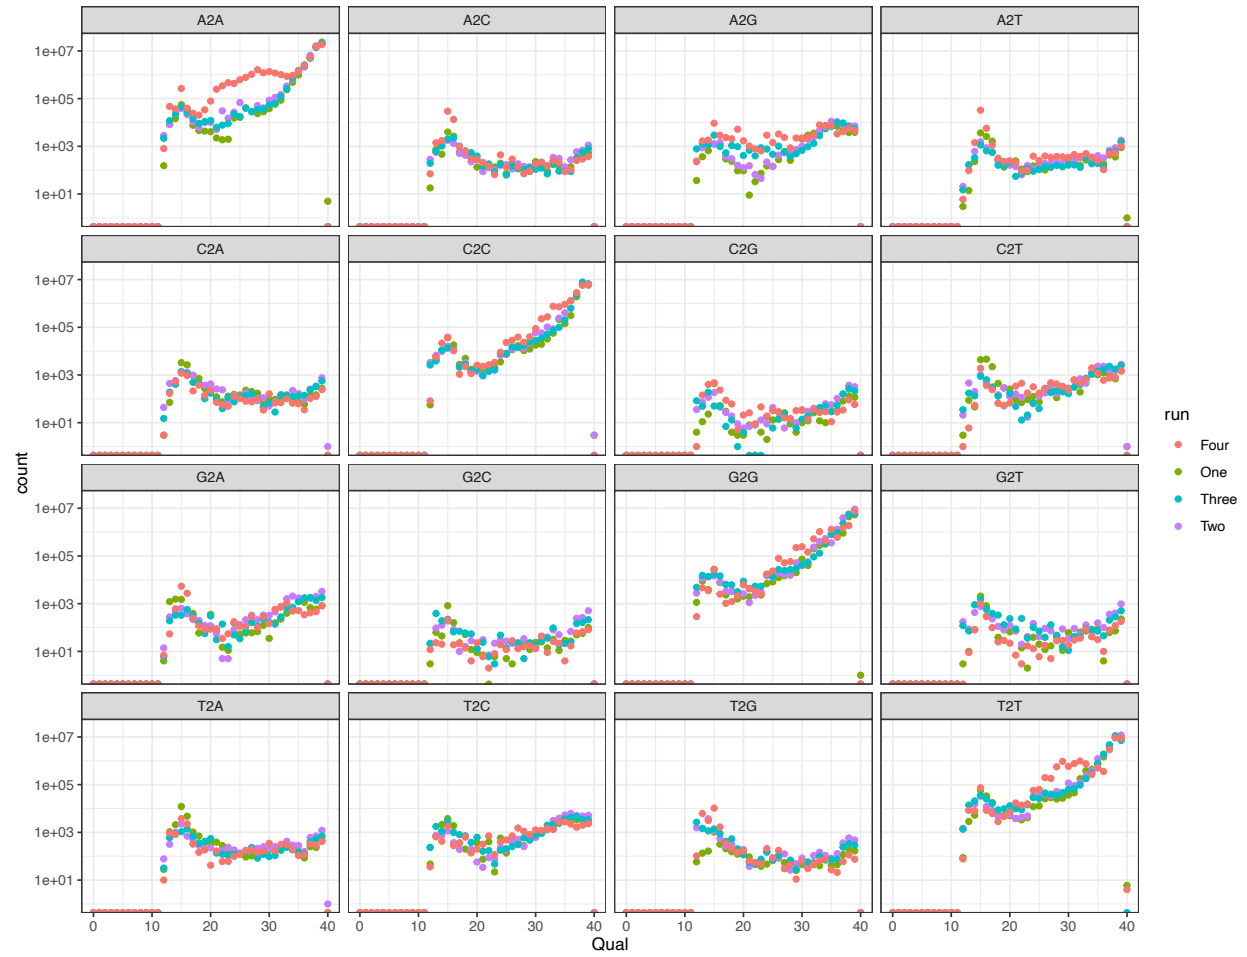 A2A A2C A2G A2T
1e+07
1e+05
1e+03
1e+01
C2A C2C C2G C2T
1e+07
1e+05
1e+03
1e+01
G2A G2C G2G G2T
1e+07
1e+05
1e+03
1e+01
T2A T2C T2G T2T
1e+07
1e+05
1e+03
1e+01
0 10 20 30 40 0 10 20 30 40 0 10 20 30 40 0 10 20 30 40
Qual
count
run
Four
One
Three
Two